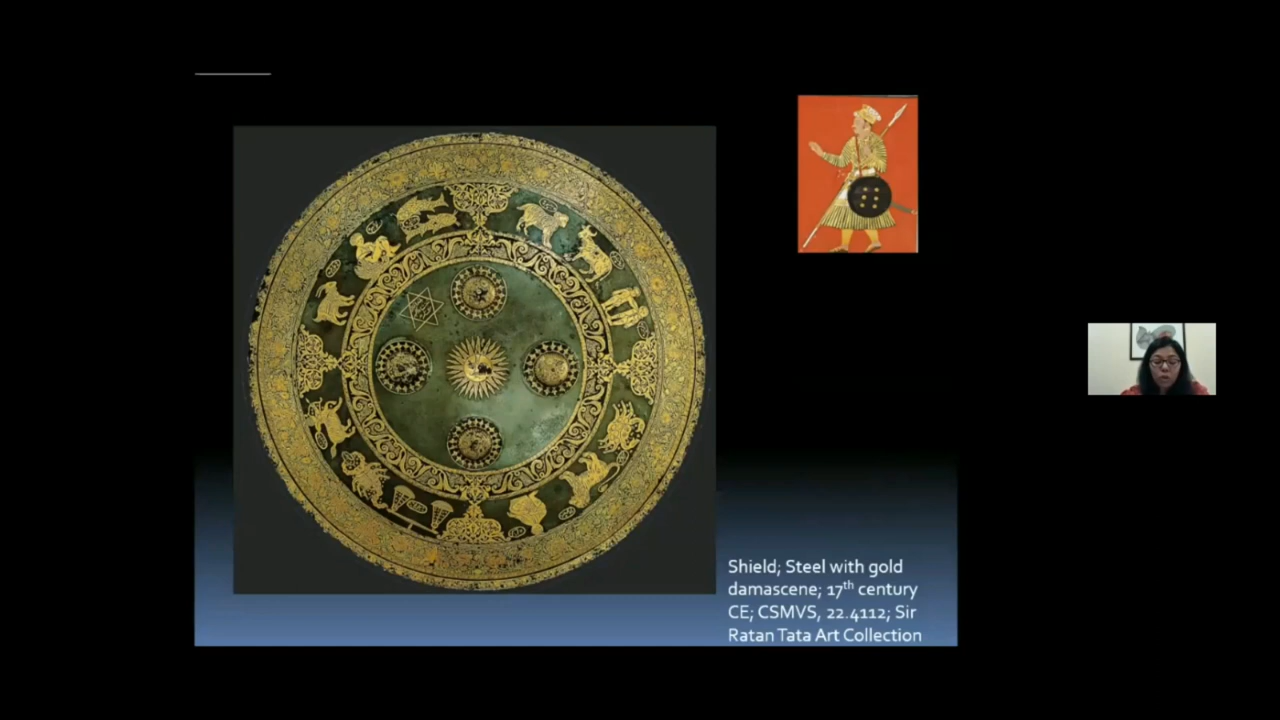 Shield; Steel with gold
damascene; 17th century
CE; CSMVS, 22.4112; Sir
Ratan Tata Art Collection